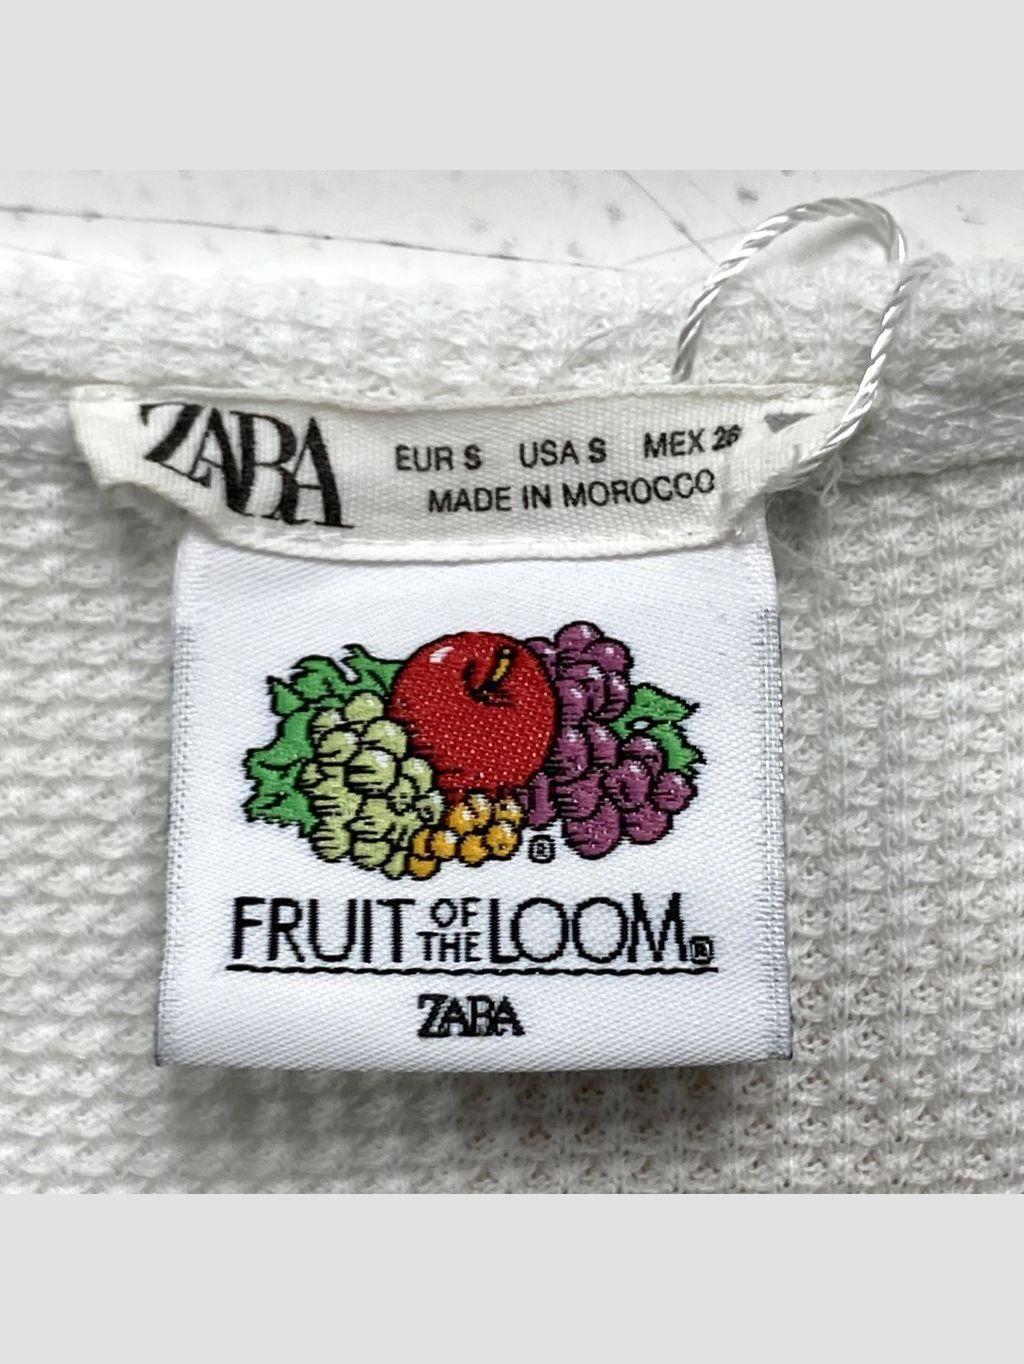 ZARA EUR S USA S MEX 26
MADE IN MOROCCO
®
FRUIT OF THE LOOM®
ZARA